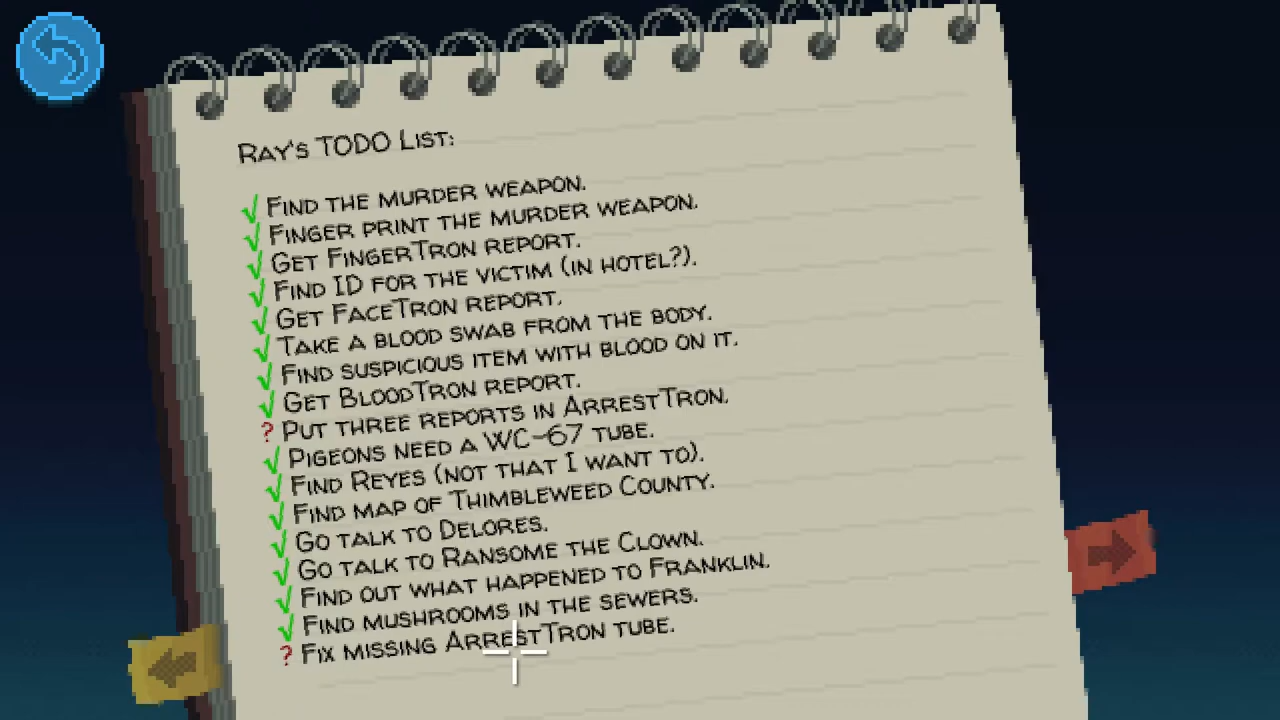 Ray's TODO List:
√ Find the murder weapon.
√ Finger print the murder weapon.
√ Get FingerTron report.
√ Find ID for the victim (in hotel?).
√ Get FaceTron report.
√ Take a blood swab from the body.
√ Find suspicious item with blood on it.
√ Get BloodTron report.
? Put three reports in ArrestTron.
√ Pigeons need a WC-67 tube.
√ Find Reyes (not that I want to).
√ Find map of Thimbleweed County.
√ Go talk to Delores.
√ Go talk to Ransome the Clown.
√ Find out what happened to Franklin.
√ Find mushrooms in the sewers.
? Fix missing ArrestTron tube.